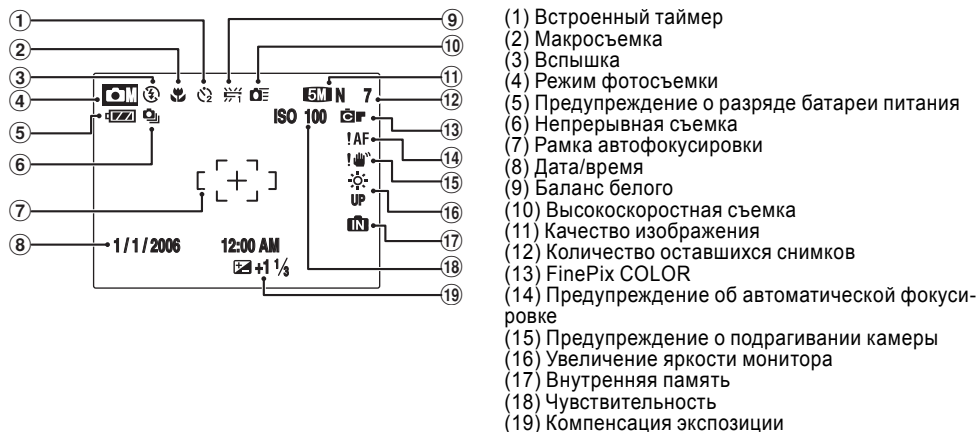 (1) Встроенный таймер
(2) Макросъемка
(3) Вспышка
(4) Режим фотосъемки
(5) Предупреждение о разряде батареи питания
(6) Непрерывная съемка
(7) Рамка автофокусировки
(8) Дата/время
(9) Баланс белого
(10) Высокоскоростная съемка
(11) Качество изображения
(12) Количество оставшихся снимков
(13) FinePix COLOR
(14) Предупреждение об автоматической фокуси-
ровке
(15) Предупреждение о подрагивании камеры
(16) Увеличение яркости монитора
(17) Внутренняя память
(18) Чувствительность
(19) Компенсация экспозиции
1
2
3
4
5
6
7
8
9
10
11
12
13
14
15
16
17
18
19
M
2
5M N 7
ISO 100
!AF
!
UP
IN
1 / 1 / 2006 12:00 AM
+1 ⅓